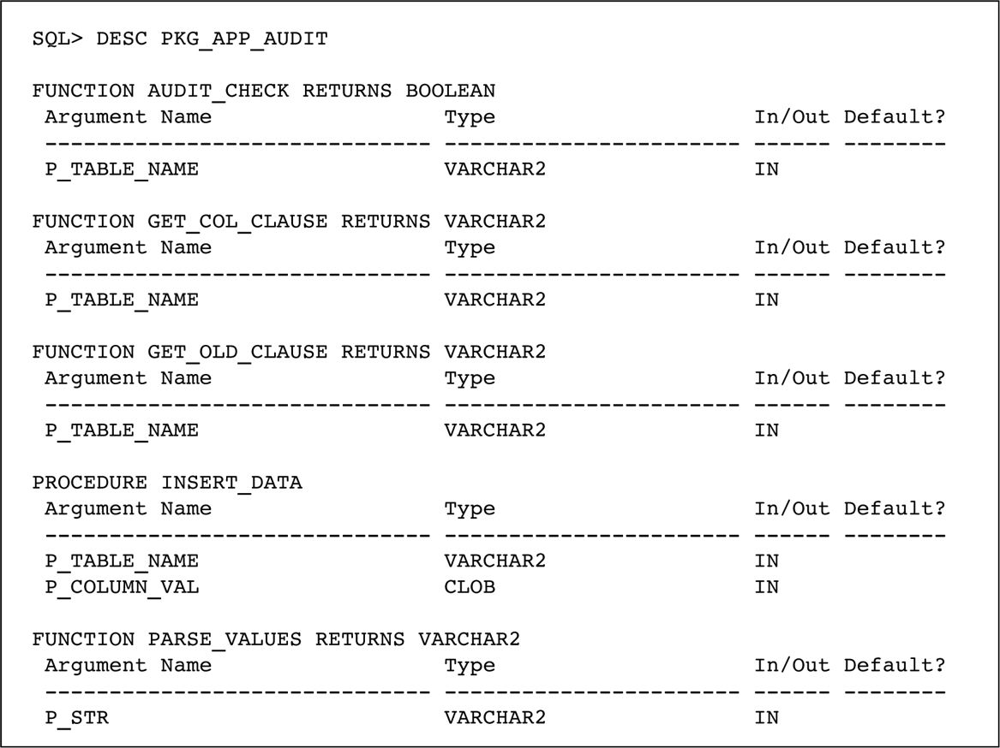 SQL> DESC PKG_APP_AUDIT
FUNCTION AUDIT_CHECK RETURNS BOOLEAN
Argument Name Type In/Out Default?
------------------------------ ----------------------- ------ --------
P_TABLE_NAME VARCHAR2 IN
FUNCTION GET_COL_CLAUSE RETURNS VARCHAR2
Argument Name Type In/Out Default?
------------------------------ ----------------------- ------ --------
P_TABLE_NAME VARCHAR2 IN
FUNCTION GET_OLD_CLAUSE RETURNS VARCHAR2
Argument Name Type In/Out Default?
------------------------------ ----------------------- ------ --------
P_TABLE_NAME VARCHAR2 IN
PROCEDURE INSERT_DATA
Argument Name Type In/Out Default?
------------------------------ ----------------------- ------ --------
P_TABLE_NAME VARCHAR2 IN
P_COLUMN_VAL CLOB IN
FUNCTION PARSE_VALUES RETURNS VARCHAR2
Argument Name Type In/Out Default?
------------------------------ ----------------------- ------ --------
P_STR VARCHAR2 IN